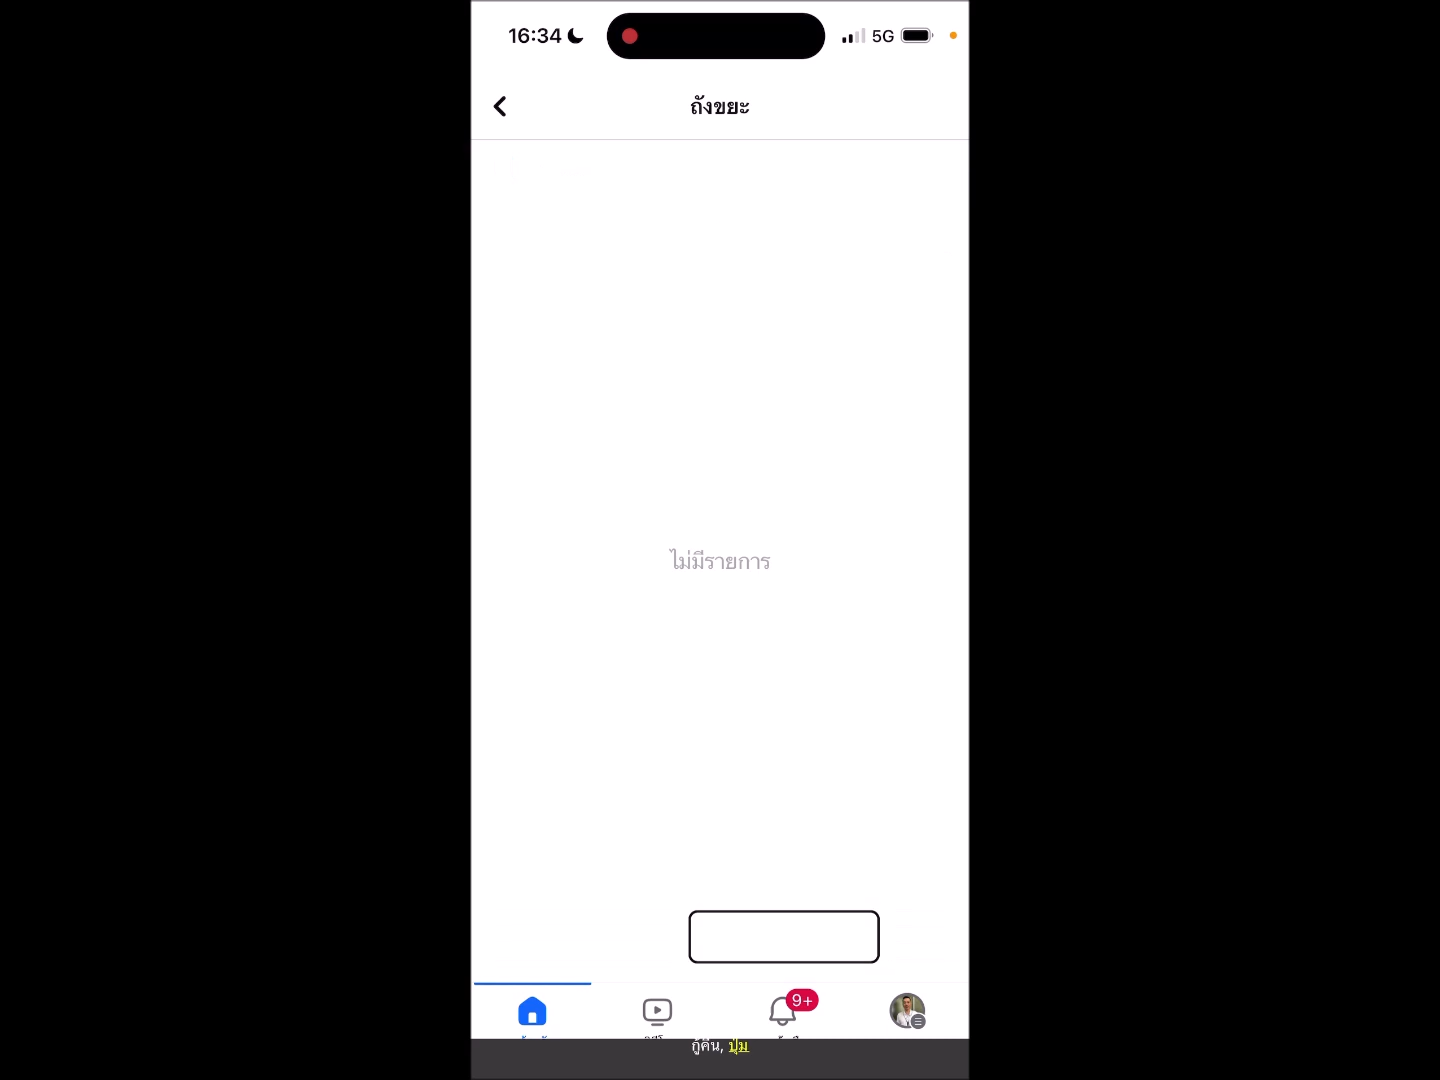 16:34
5G
ถังขยะ
ไม่มีรายการ
9+
กู้คืน, ปุ่ม